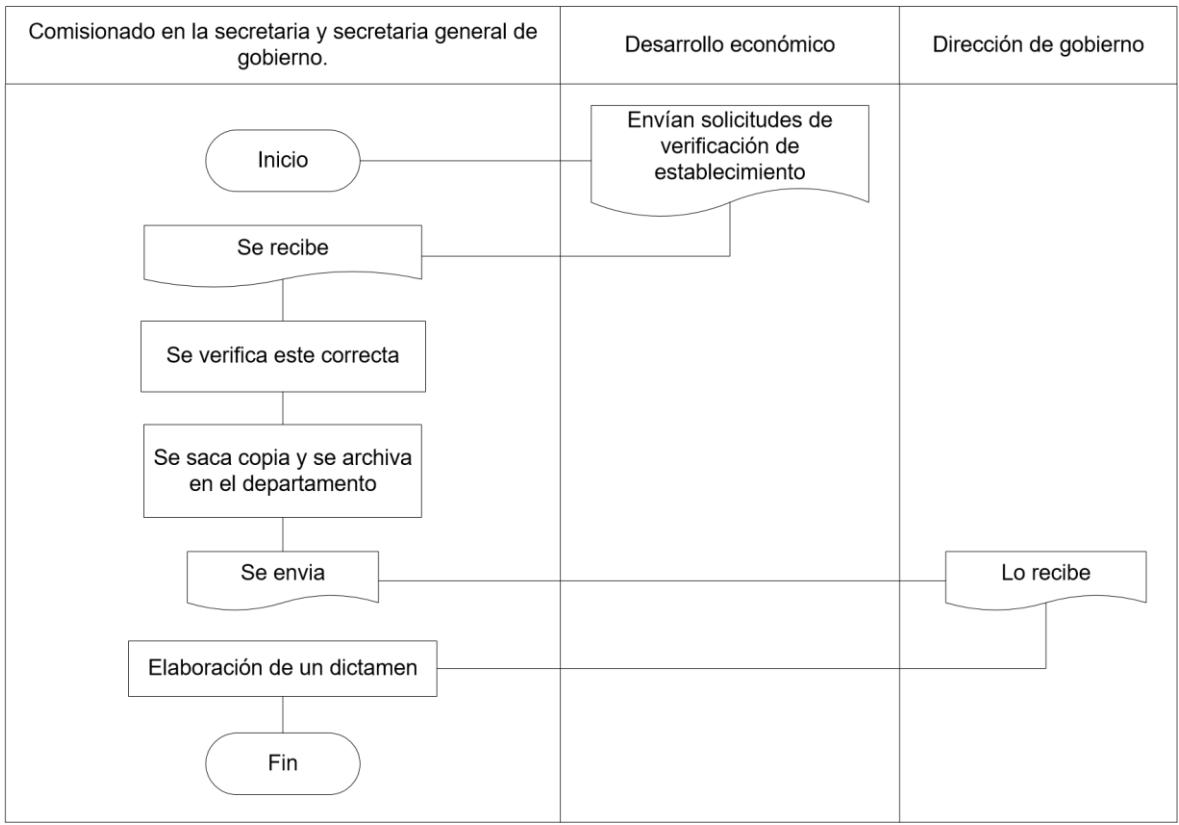 Comisionado en la secretaria y secretaria general de
gobierno.
Desarrollo económico
Dirección de gobierno
Inicio
Envían solicitudes de
verificación de
establecimiento
Se recibe
Se verifica este correcta
Se saca copia y se archiva
en el departamento
Se envia
Lo recibe
Elaboración de un dictamen
Fin